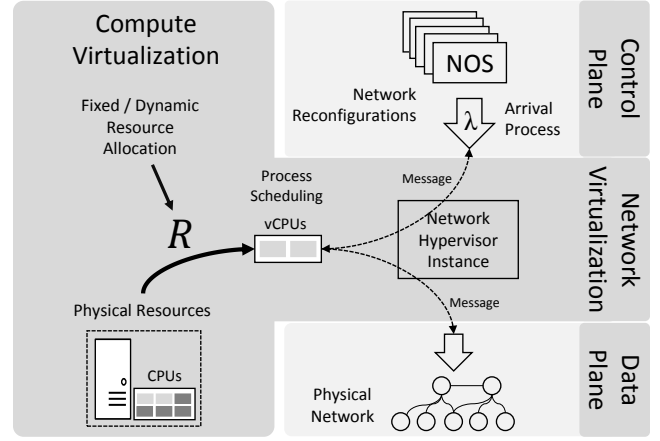 Compute
Virtualization
Fixed / Dynamic
Resource
Allocation
R
Process
Scheduling
vCPUs
Physical Resources
CPUs
NOS
Network
Reconfigurations
λ
Arrival
Process
Control
Plane
Message
Network
Hypervisor
Instance
Message
Network
Virtualization
Physical
Network
Data
Plane